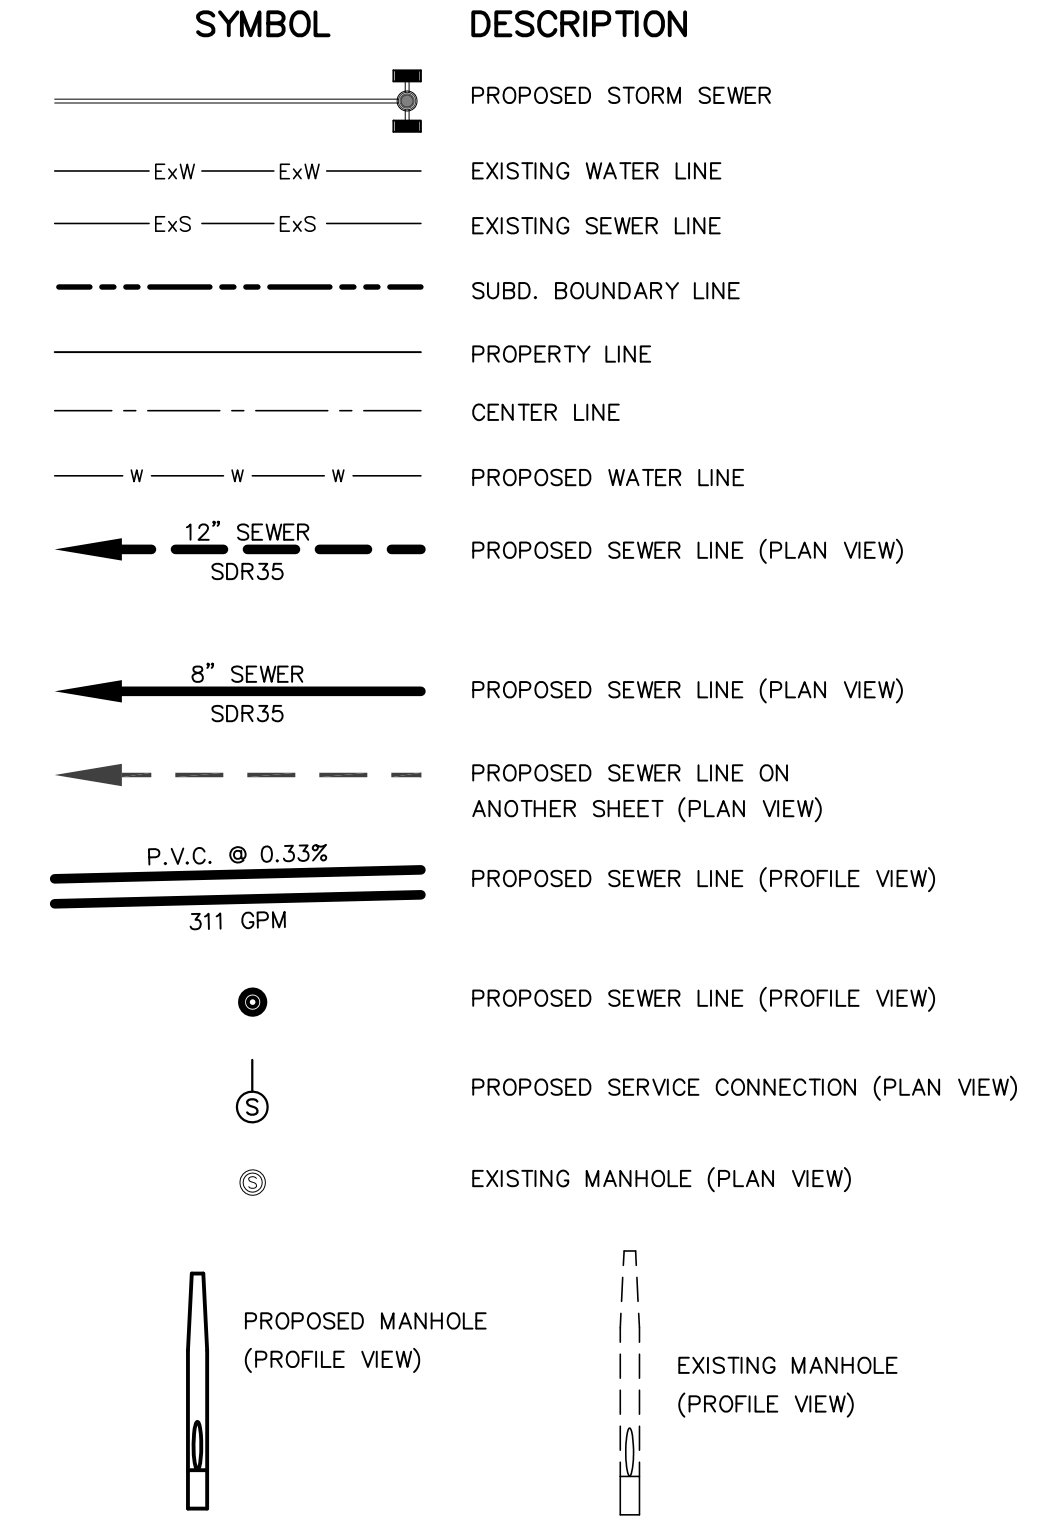 SYMBOL DESCRIPTION
PROPOSED STORM SEWER
ExW ExW EXISTING WATER LINE
ExS ExS EXISTING SEWER LINE
SUBD. BOUNDARY LINE
PROPERTY LINE
CENTER LINE
W W W PROPOSED WATER LINE
12" SEWER
SDR35
PROPOSED SEWER LINE (PLAN VIEW)
8" SEWER
SDR35
PROPOSED SEWER LINE (PLAN VIEW)
PROPOSED SEWER LINE ON
ANOTHER SHEET (PLAN VIEW)
P.V.C. @ 0.33%
311 GPM
PROPOSED SEWER LINE (PROFILE VIEW)
PROPOSED SEWER LINE (PROFILE VIEW)
S PROPOSED SERVICE CONNECTION (PLAN VIEW)
S EXISTING MANHOLE (PLAN VIEW)
PROPOSED MANHOLE
(PROFILE VIEW)
EXISTING MANHOLE
(PROFILE VIEW)